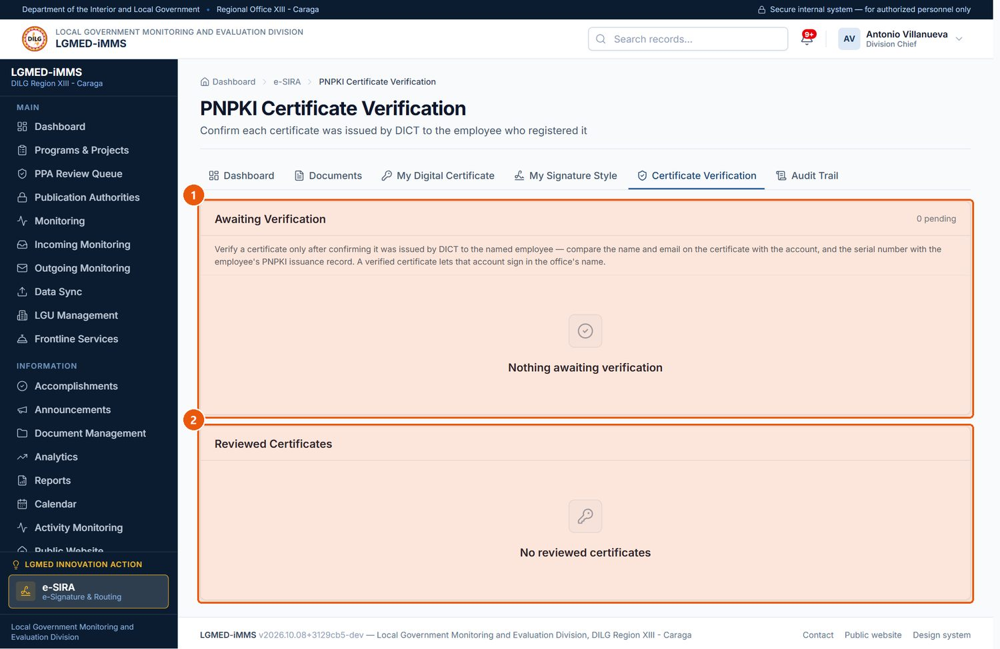 Department of the Interior and Local Government • Regional Office XIII - Caraga
Secure internal system — for authorized personnel only
DILG
LOCAL GOVERNMENT MONITORING AND EVALUATION DIVISION
LGMED-iMMS
Search records...
9+
AV
Antonio Villanueva
Division Chief
LGMED-iMMS
DILG Region XIII - Caraga
MAIN
Dashboard
Programs & Projects
PPA Review Queue
Publication Authorities
Monitoring
Incoming Monitoring
Outgoing Monitoring
Data Sync
LGU Management
Frontline Services
INFORMATION
Accomplishments
Announcements
Document Management
Analytics
Reports
Calendar
Activity Monitoring
Public Website
LGMED INNOVATION ACTION
e-SIRA
e-Signature & Routing
Local Government Monitoring and
Evaluation Division
Dashboard > e-SIRA > PNPKI Certificate Verification
PNPKI Certificate Verification
Confirm each certificate was issued by DICT to the employee who registered it
Dashboard
Documents
My Digital Certificate
My Signature Style
Certificate Verification
Audit Trail
1
Awaiting Verification
0 pending
Verify a certificate only after confirming it was issued by DICT to the named employee — compare the name and email on the certificate with the account, and the serial number with the
employee's PNPKI issuance record. A verified certificate lets that account sign in the office's name.
Nothing awaiting verification
2
Reviewed Certificates
No reviewed certificates
LGMED-iMMS v2026.10.08+3129cb5-dev — Local Government Monitoring and Evaluation Division, DILG Region XIII - Caraga
Contact
Public website
Design system